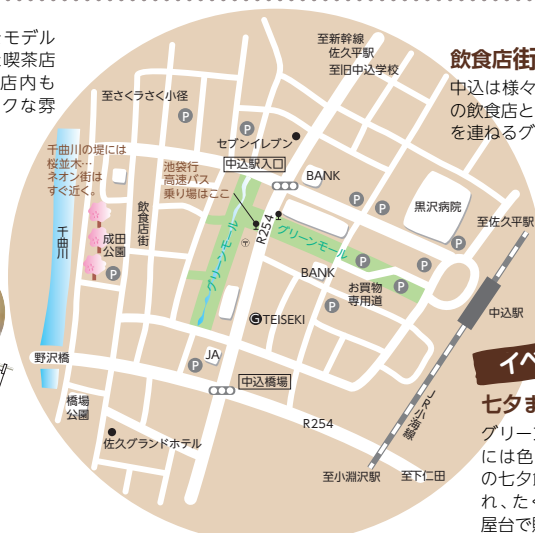 モデル
喫茶店
店内も
クな雰
至新幹線
佐久平駅
至旧中込学校
飲食店街
中込は様々
の飲食店と
を連ねるグ
至さくらさく小径
P
P
セブンイレブン
中込駅入口
千曲川の堤には
桜並木…
ネオン街は
すぐ近く。
池袋行
高速バス
乗り場はここ
BANK
P
P
黒沢病院
至佐久平駅
飲食店街
千曲川
成田
公園
P
R254
〒
グリーンモール
グリーンモール
P
BANK
P
P
お買物
専用道
P
P
中込駅
G TEISEKI
野沢橋
JA
P
中込橋場
イベ
七夕ま
橋場
公園
R254
JR小海線
グリーン
には色
の七夕飾
れ、たく
屋台で賑
佐久グランドホテル
至小淵沢駅
至下仁田